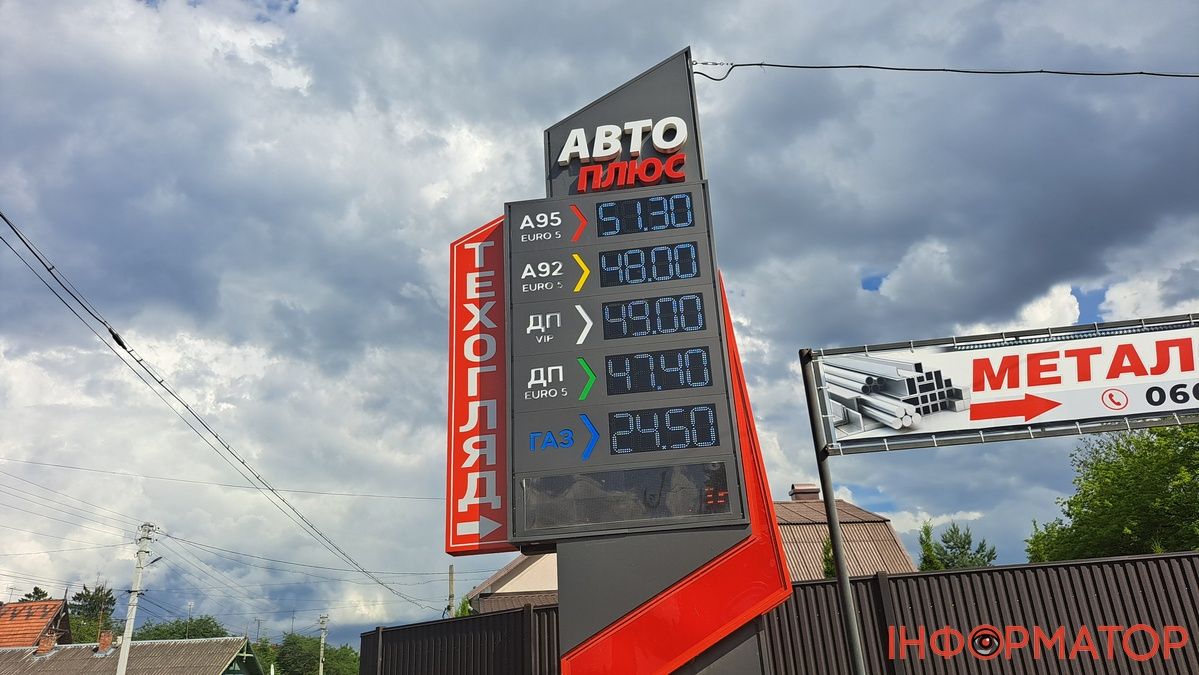 АВТО
ПЛЮС
А95 51.30
EURO 5
А92 48.00
EURO 5
ДП 49.00
VIP
ДП 47.40
EURO 5
ГАЗ 24.50
ТЕХОГЛЯД
МЕТАЛ
066
ІНФОРМАТОР